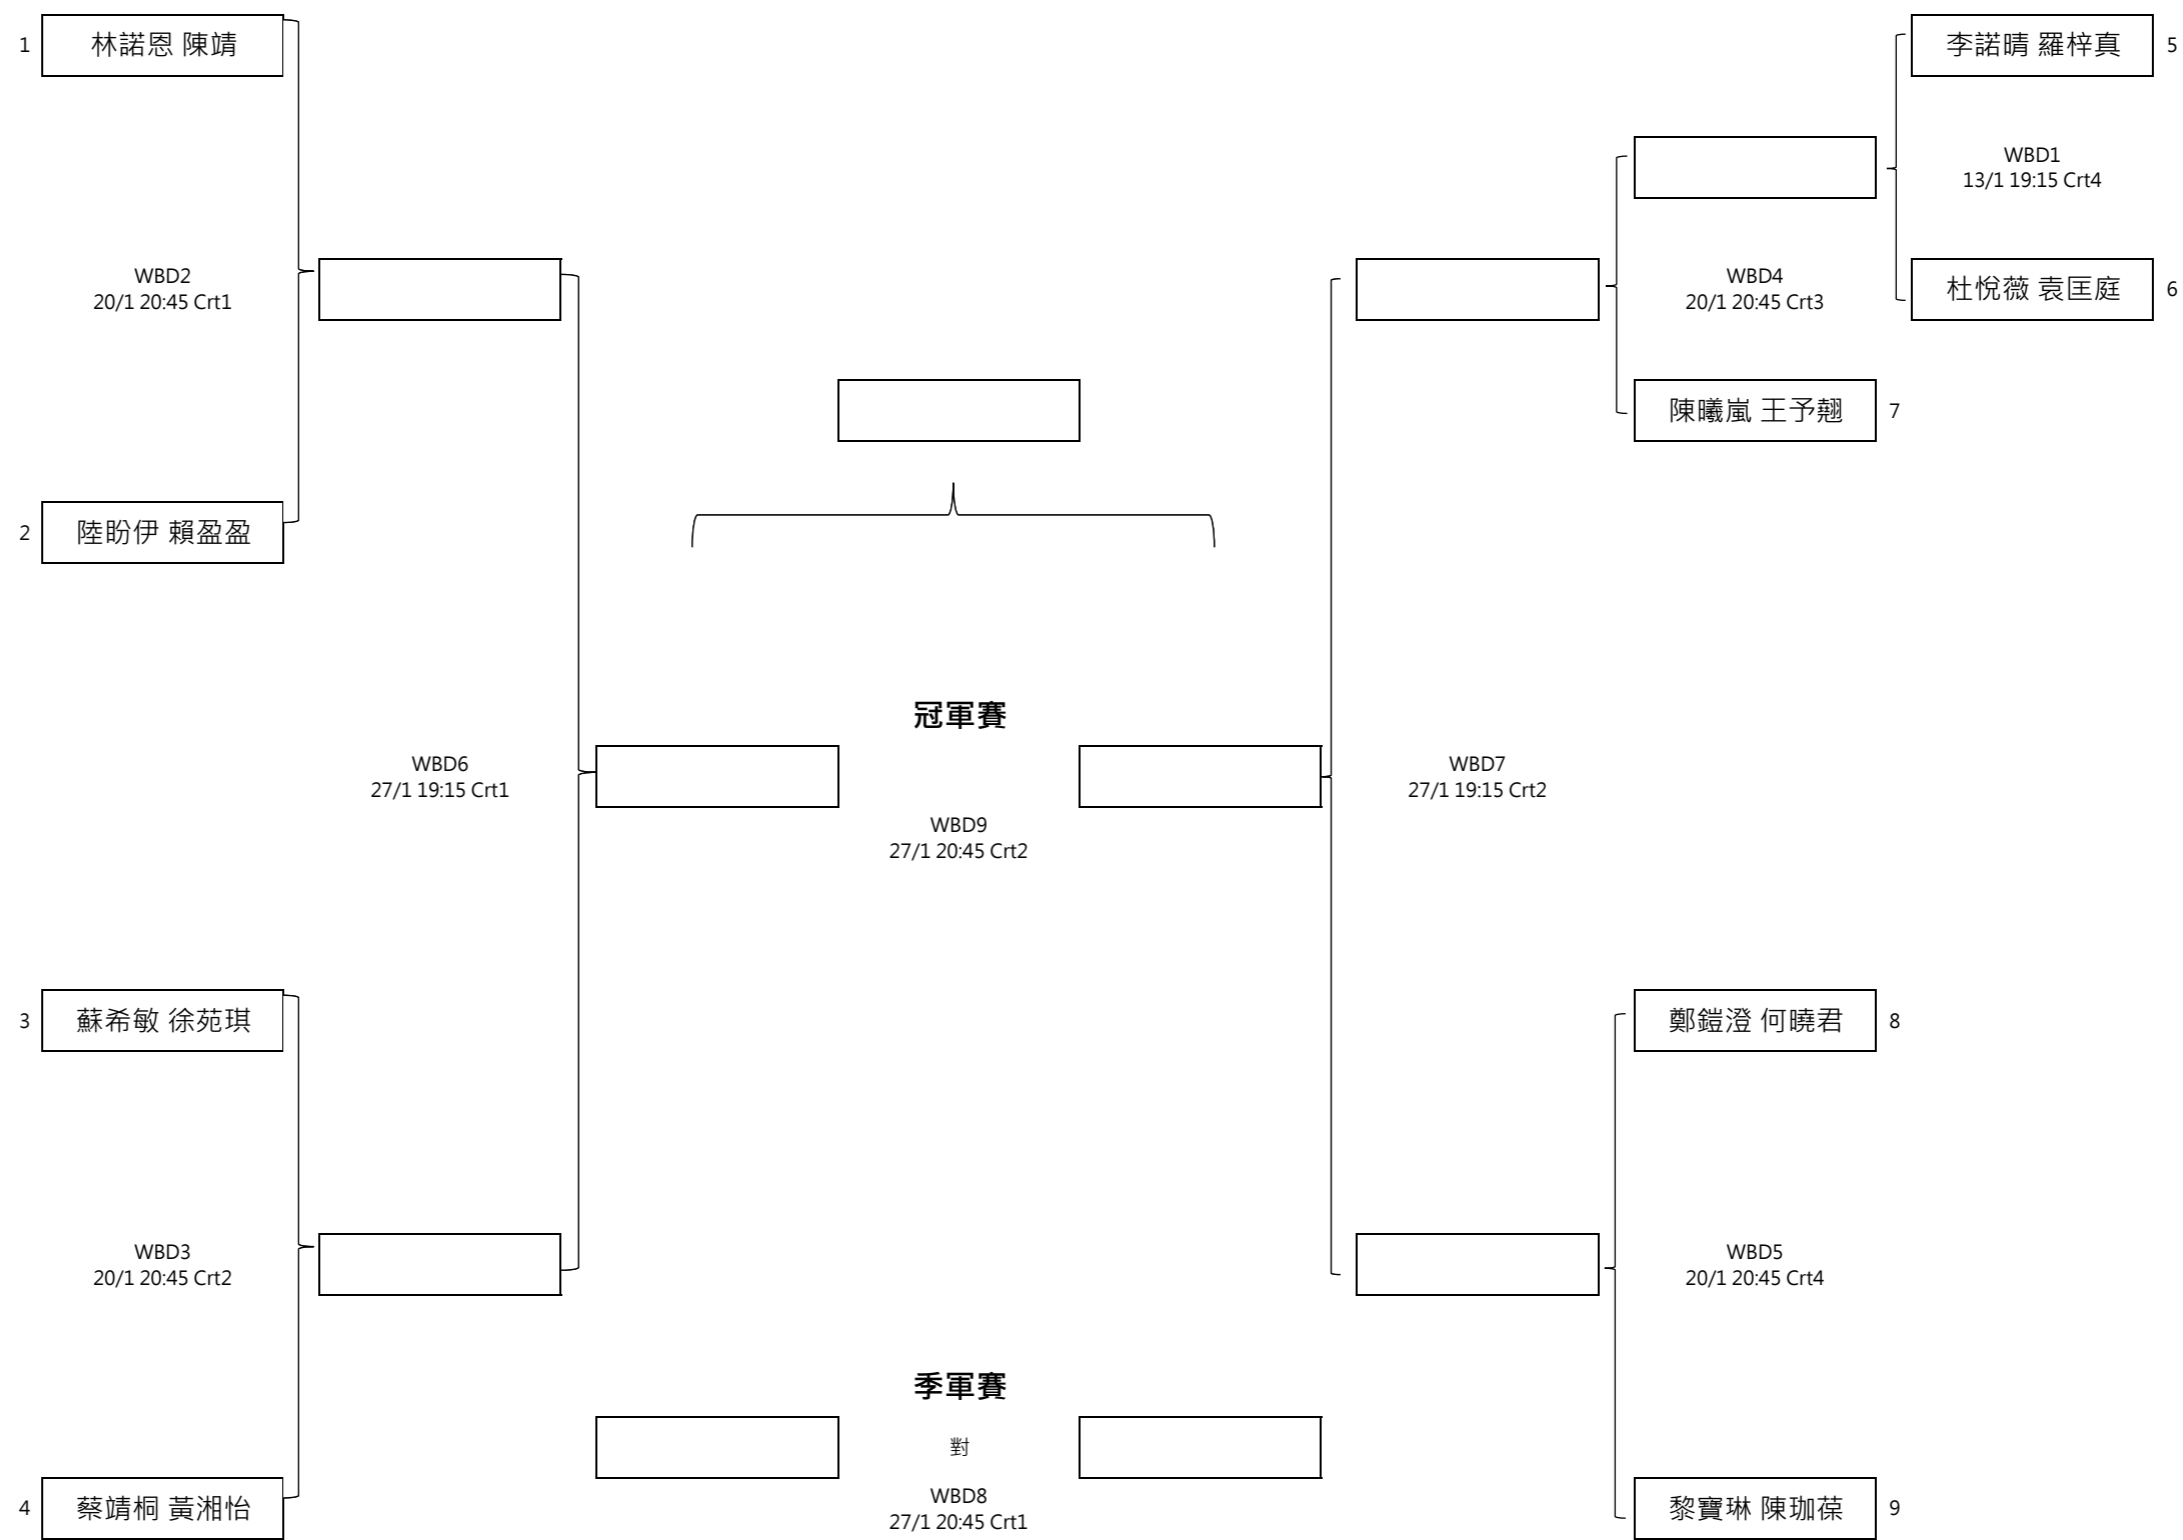 1 林諾恩 陳靖
李諾晴 羅梓真 5
WBD1
13/1 19:15 Crt4
WBD2
20/1 20:45 Crt1
WBD4
20/1 20:45 Crt3
杜悅薇 袁匡庭 6
陳曦嵐 王予翹 7
2 陸盼伊 賴盈盈
冠軍賽
WBD6
27/1 19:15 Crt1
WBD7
27/1 19:15 Crt2
WBD9
27/1 20:45 Crt2
3 蘇希敏 徐苑琪
鄭鎧澄 何曉君 8
WBD3
20/1 20:45 Crt2
WBD5
20/1 20:45 Crt4
季軍賽
對
WBD8
27/1 20:45 Crt1
4 蔡靖桐 黃湘怡
黎寶琳 陳珈葆 9